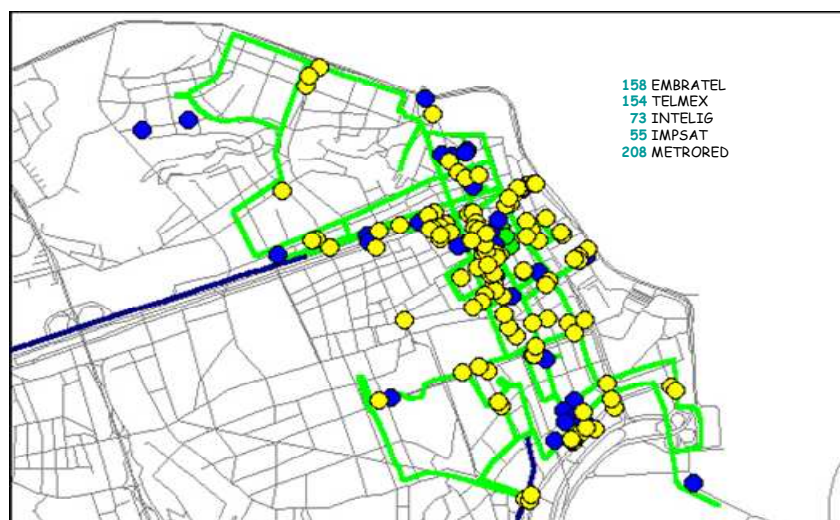 158 EMBRATEL
154 TELMEX
73 INTELIG
55 IMPSAT
208 METRORED